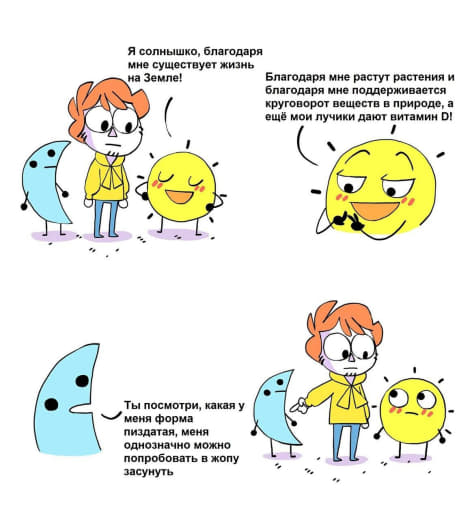 Я солнышко, благодаря
мне существует жизнь
на Земле!
Благодаря мне растут растения и
благодаря мне поддерживается
круговорот веществ в природе, а
ещё мои лучики дают витамин D!
Ты посмотри, какая у
меня форма
пиздатая, меня
однозначно можно
попробовать в жопу
засунуть